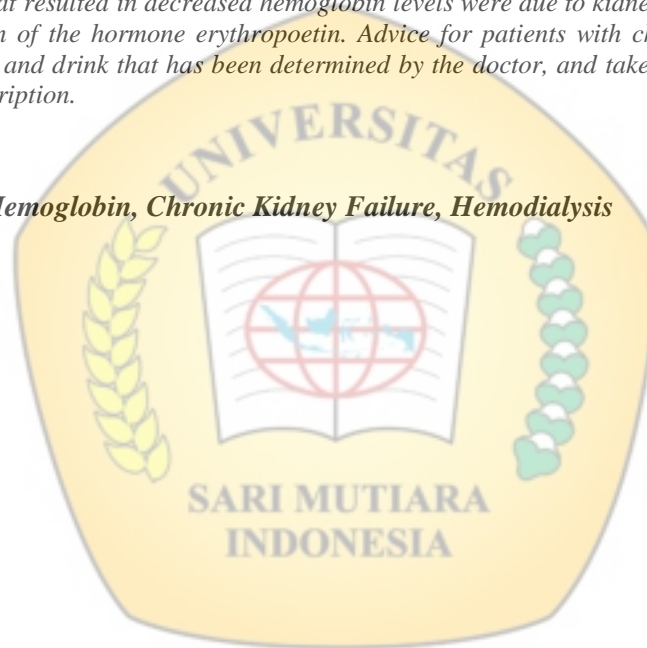 at resulted in decreased hemoglobin levels were due to kidne
n of the hormone erythropoetin. Advice for patients with ch
and drink that has been determined by the doctor, and take
ription.
Hemoglobin, Chronic Kidney Failure, Hemodialysis
UNIVERSITAS
SARI MUTIARA
INDONESIA